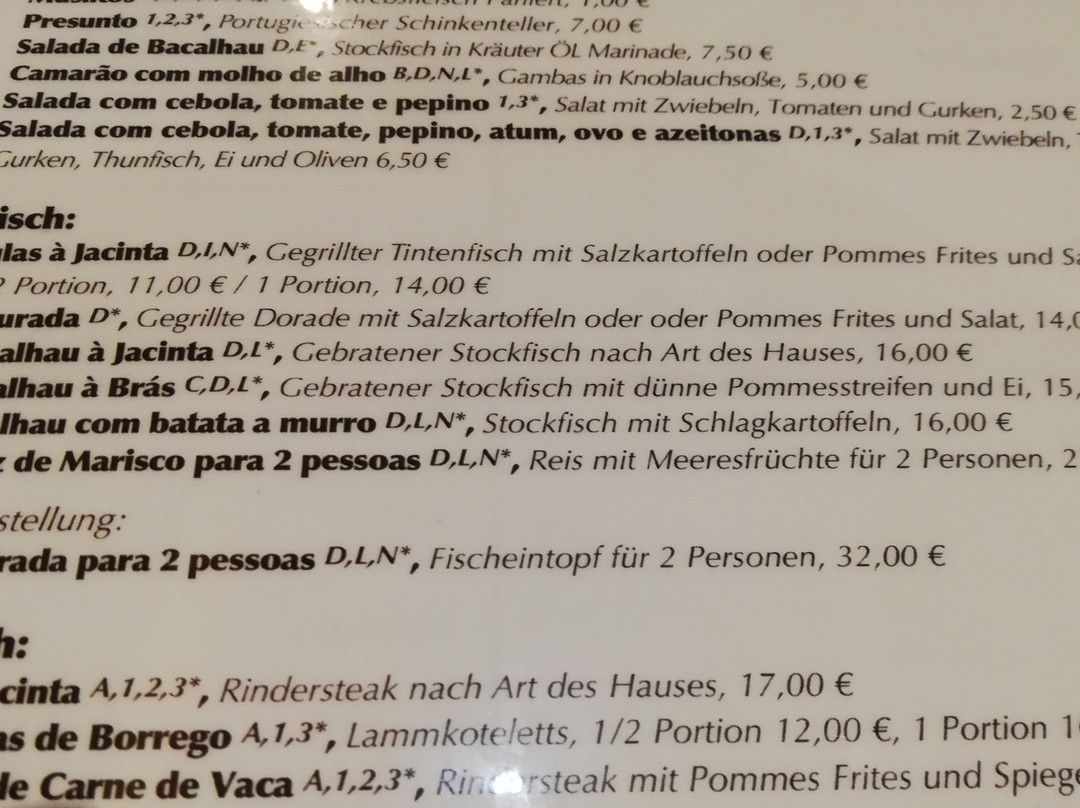 Presunto 1,2,3*, Portugiesischer Schinkenteller, 7,00 €
Salada de Bacalhau D,E*, Stockfisch in Kräuter ÖL Marinade, 7,50 €
Camarão com molho de alho B,D,N,L*, Gambas in Knoblauchsoße, 5,00 €
Salada com cebola, tomate e pepino 1,3*, Salat mit Zwiebeln, Tomaten und Gurken, 2,50 €
Salada com cebola, tomate, pepino, atum, ovo e azeitonas D,1,3*, Salat mit Zwiebeln,
Gurken, Thunfisch, Ei und Oliven 6,50 €
isch:
las à Jacinta D,I,N*, Gegrillter Tintenfisch mit Salzkartoffeln oder Pommes Frites und Sa
Portion, 11,00 € / 1 Portion, 14,00 €
urada D*, Gegrillte Dorade mit Salzkartoffeln oder oder Pommes Frites und Salat, 14,0
alhau à Jacinta D,L*, Gebratener Stockfisch nach Art des Hauses, 16,00 €
alhau à Brás C,D,L*, Gebratener Stockfisch mit dünne Pommesstreifen und Ei, 15,
lhau com batata a murro D,L,N*, Stockfisch mit Schlagkartoffeln, 16,00 €
z de Marisco para 2 pessoas D,L,N*, Reis mit Meeresfrüchte für 2 Personen, 2
stellung:
rada para 2 pessoas D,L,N*, Fischeintopf für 2 Personen, 32,00 €
h:
cinta A,1,2,3*, Rindersteak nach Art des Hauses, 17,00 €
as de Borrego A,1,3*, Lammkoteletts, 1/2 Portion 12,00 €, 1 Portion 1
de Carne de Vaca A,1,2,3*, Rindersteak mit Pommes Frites und Spiege